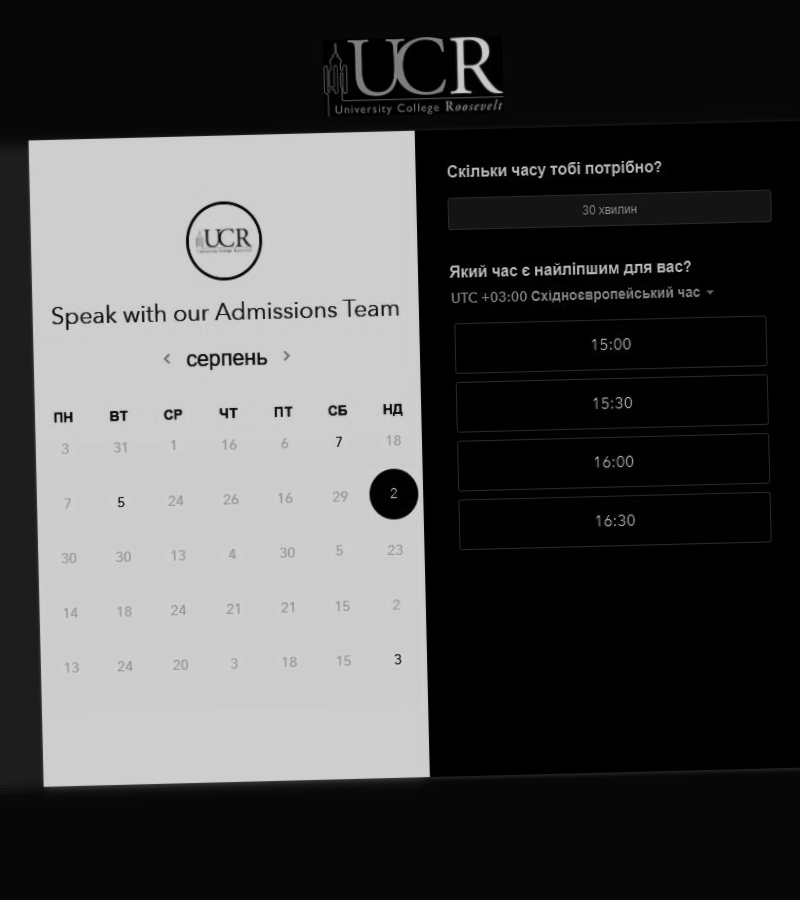 UCR
University College Roosevelt
UCR
University College Roosevelt
Speak with our Admissions Team
серпень
ПН ВТ СР ЧТ ПТ СБ НД
3 31 1 16 6 7 18
7 5 24 26 16 29 2
30 30 13 4 30 5 23
14 18 24 21 21 15 2
13 24 20 3 18 15 3
Скільки часу тобі потрібно?
30 хвилин
Який час є найліпшим для вас?
UTC +03:00 Східноєвропейський час
15:00
15:30
16:00
16:30